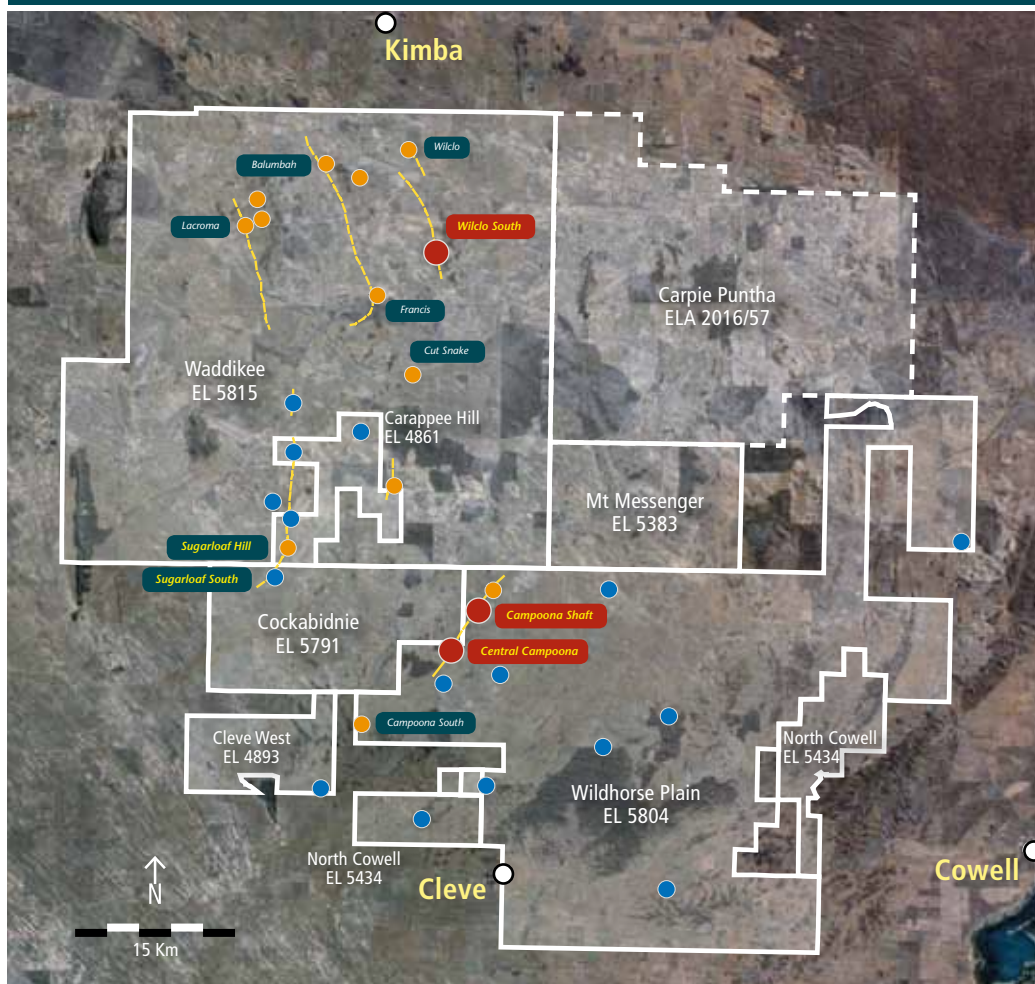 Kimba
Wilclo
Balumbah
Lacroma
Wilclo South
Carpie Puntha
ELA 2016/57
Francis
Cut Snake
Waddikee
EL 5815
Carappee Hill
EL 4861
Mt Messenger
EL 5383
Sugarloaf Hill
Sugarloaf South
Cockabidnie
EL 5791
Campoona Shaft
Central Campoona
Campoona South
Cleve West
EL 4893
North Cowell
EL 5434
Wildhorse Plain
EL 5804
North Cowell
EL 5434
Cleve
Cowell
N
15 Km